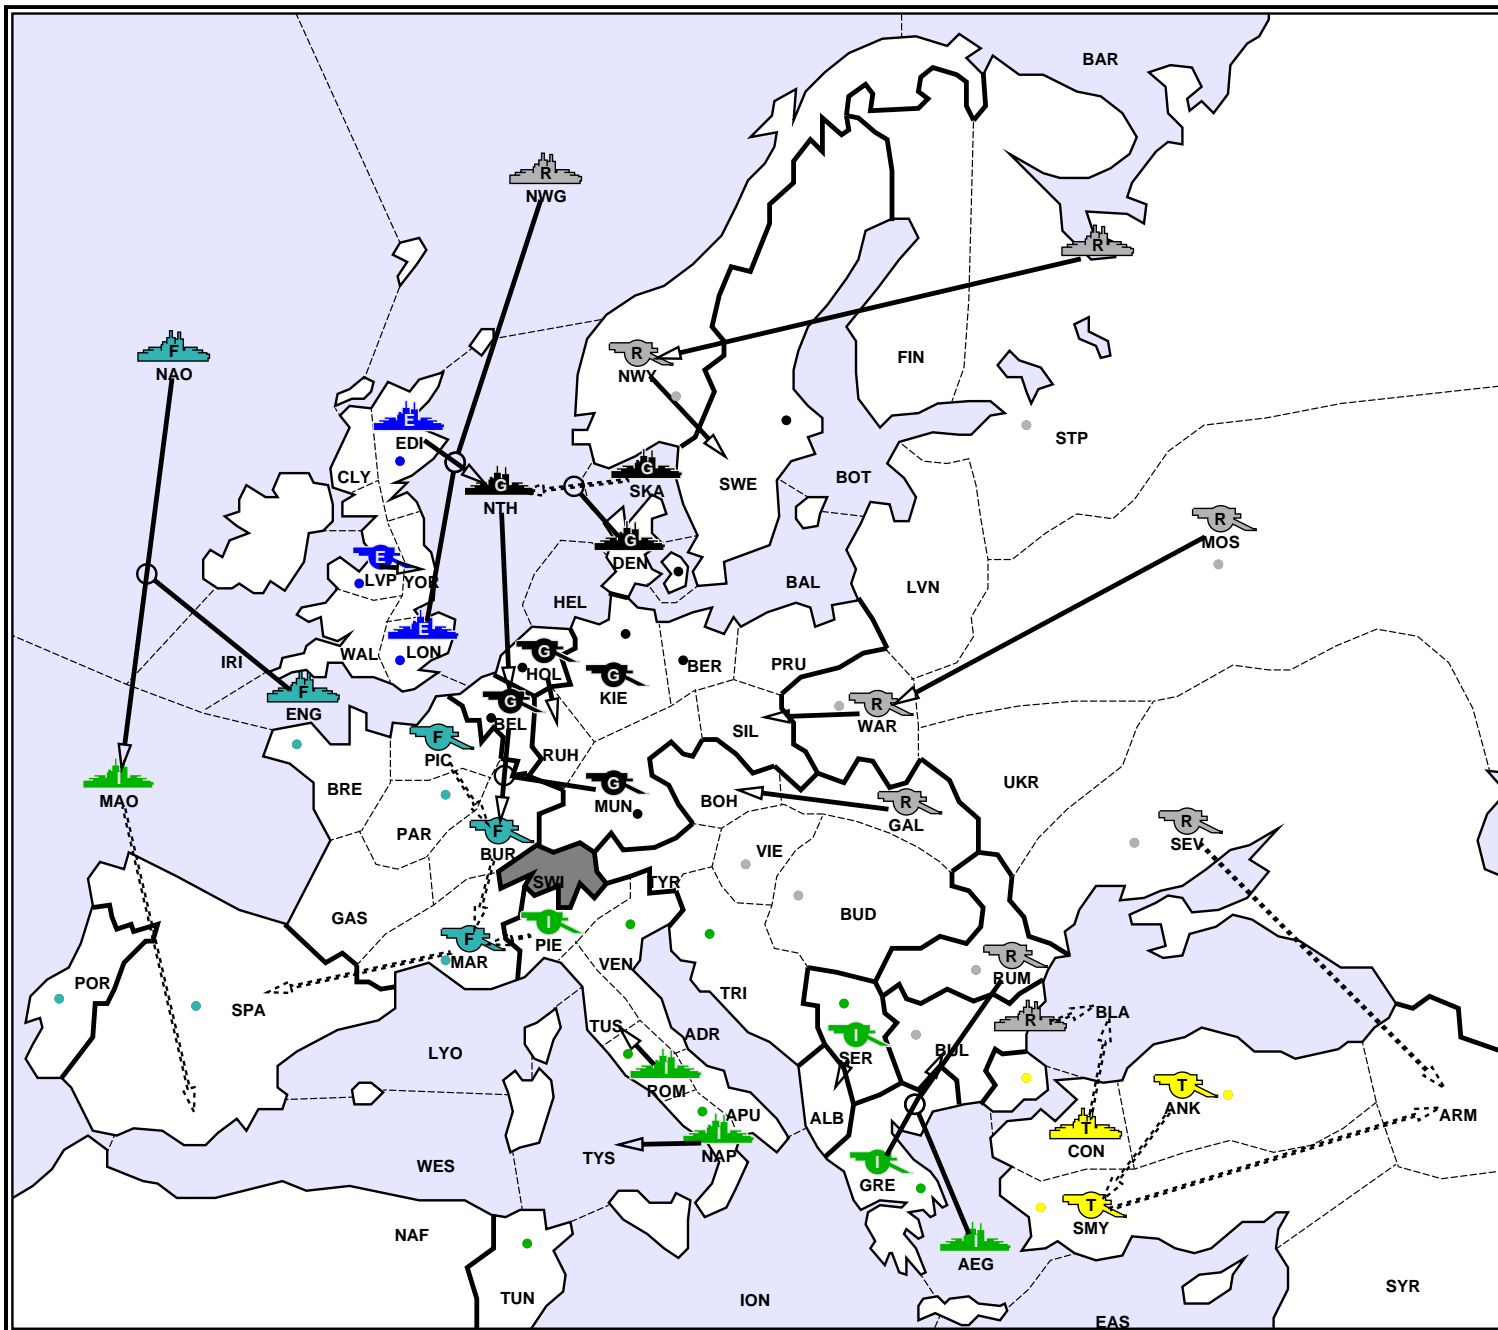 BAR
R
NWG
R
F
NAO
R
NWY
FIN
E
EDI
STP
CLY
G
NTH
G
SKA
SWE
BOT
R
MOS
E
LVP
YOR
G
DEN
BAL
LVN
HEL
E
LON
WAL
IRI
G
HOL
G
KIE
BER
PRU
F
ENG
G
BEL
R
WAR
SIL
F
PIC
RUH
UKR
I
MAO
BRE
G
MUN
BOH
R
GAL
PAR
F
BUR
VIE
R
SEV
SWI
TYR
GAS
BUD
I
PIE
F
MAR
VEN
R
RUM
POR
SPA
TRI
R
BLA
TUS
ADR
I
SER
BUL
LYO
I
ROM
APU
ALB
T
ANK
ARM
I
NAP
T
CON
TYS
WES
I
GRE
T
SMY
NAF
I
AEG
SYR
TUN
ION
EAS